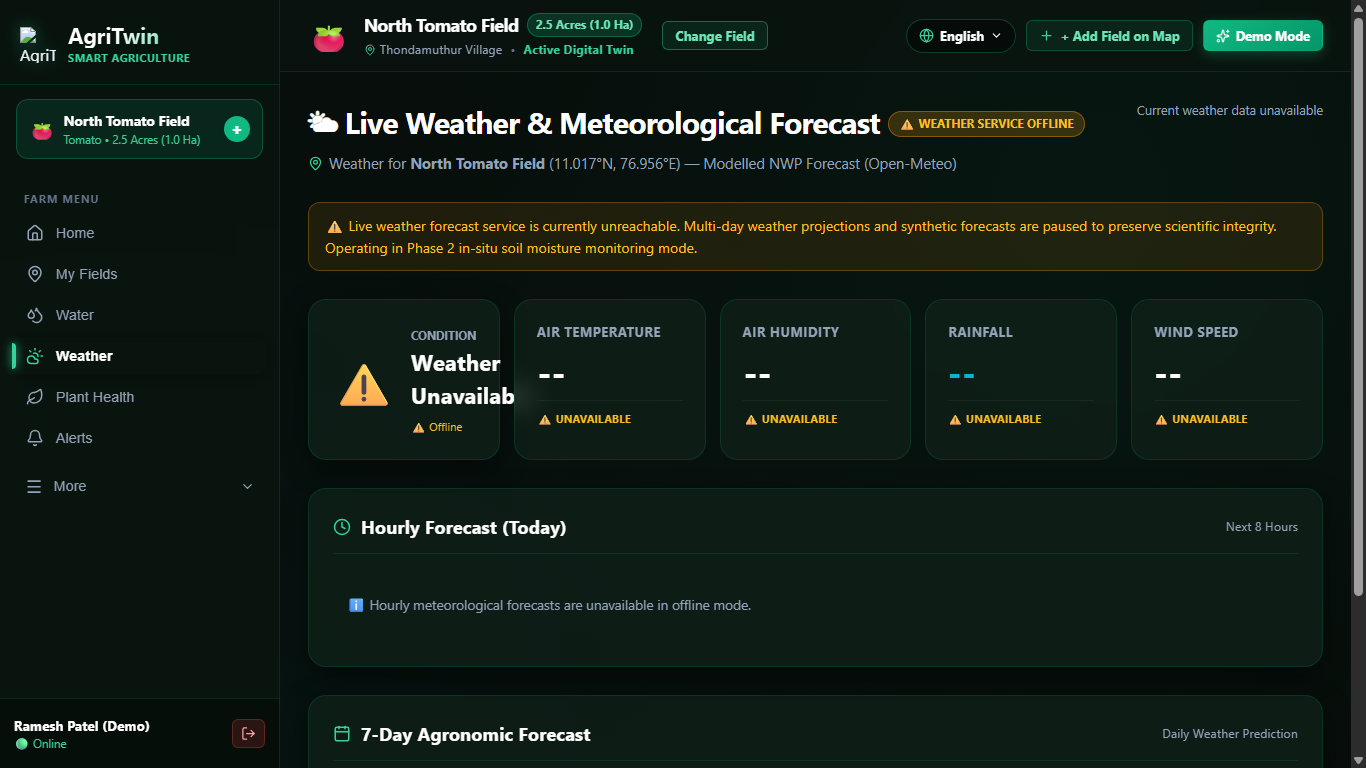 AgriT
AgriTwin
SMART AGRICULTURE
North Tomato Field
Tomato • 2.5 Acres (1.0 Ha)
+
FARM MENU
Home
My Fields
Water
Weather
Plant Health
Alerts
More
Ramesh Patel (Demo)
Online
North Tomato Field 2.5 Acres (1.0 Ha)
Thondamuthur Village • Active Digital Twin
Change Field
English
+ Add Field on Map
Demo Mode
Live Weather & Meteorological Forecast
WEATHER SERVICE OFFLINE
Current weather data unavailable
Weather for North Tomato Field (11.017°N, 76.956°E) — Modelled NWP Forecast (Open-Meteo)
Live weather forecast service is currently unreachable. Multi-day weather projections and synthetic forecasts are paused to preserve scientific integrity.
Operating in Phase 2 in-situ soil moisture monitoring mode.
CONDITION
Weather
Unavailab
Offline
AIR TEMPERATURE
--
UNAVAILABLE
AIR HUMIDITY
--
UNAVAILABLE
RAINFALL
--
UNAVAILABLE
WIND SPEED
--
UNAVAILABLE
Hourly Forecast (Today)
Next 8 Hours
Hourly meteorological forecasts are unavailable in offline mode.
7-Day Agronomic Forecast
Daily Weather Prediction